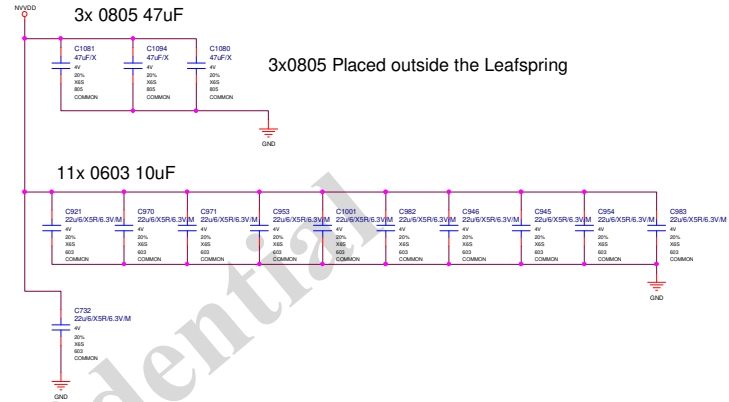 NVVDD
3x 0805 47uF
C1081
47uF/X
4V
20%
X6S
805
COMMON
C1094
47uF/X
4V
20%
X6S
805
COMMON
C1080
47uF/X
4V
20%
X6S
805
COMMON
3x0805 Placed outside the Leafspring
GND
11x 0603 10uF
C921
22u/6/X5R/6.3V/M
4V
20%
X6S
603
COMMON
C970
22u/6/X5R/6.3V/M
4V
20%
X6S
603
COMMON
C971
22u/6/X5R/6.3V/M
4V
20%
X6S
603
COMMON
C953
22u/6/X5R/6.3V/M
4V
20%
X6S
603
COMMON
C1001
22u/6/X5R/6.3V/M
4V
20%
X6S
603
COMMON
C982
22u/6/X5R/6.3V/M
4V
20%
X6S
603
COMMON
C946
22u/6/X5R/6.3V/M
4V
20%
X6S
603
COMMON
C945
22u/6/X5R/6.3V/M
4V
20%
X6S
603
COMMON
C954
22u/6/X5R/6.3V/M
4V
20%
X6S
603
COMMON
C983
22u/6/X5R/6.3V/M
4V
20%
X6S
603
COMMON
GND
C732
22u/6/X5R/6.3V/M
4V
20%
X6S
603
COMMON
GND
dential